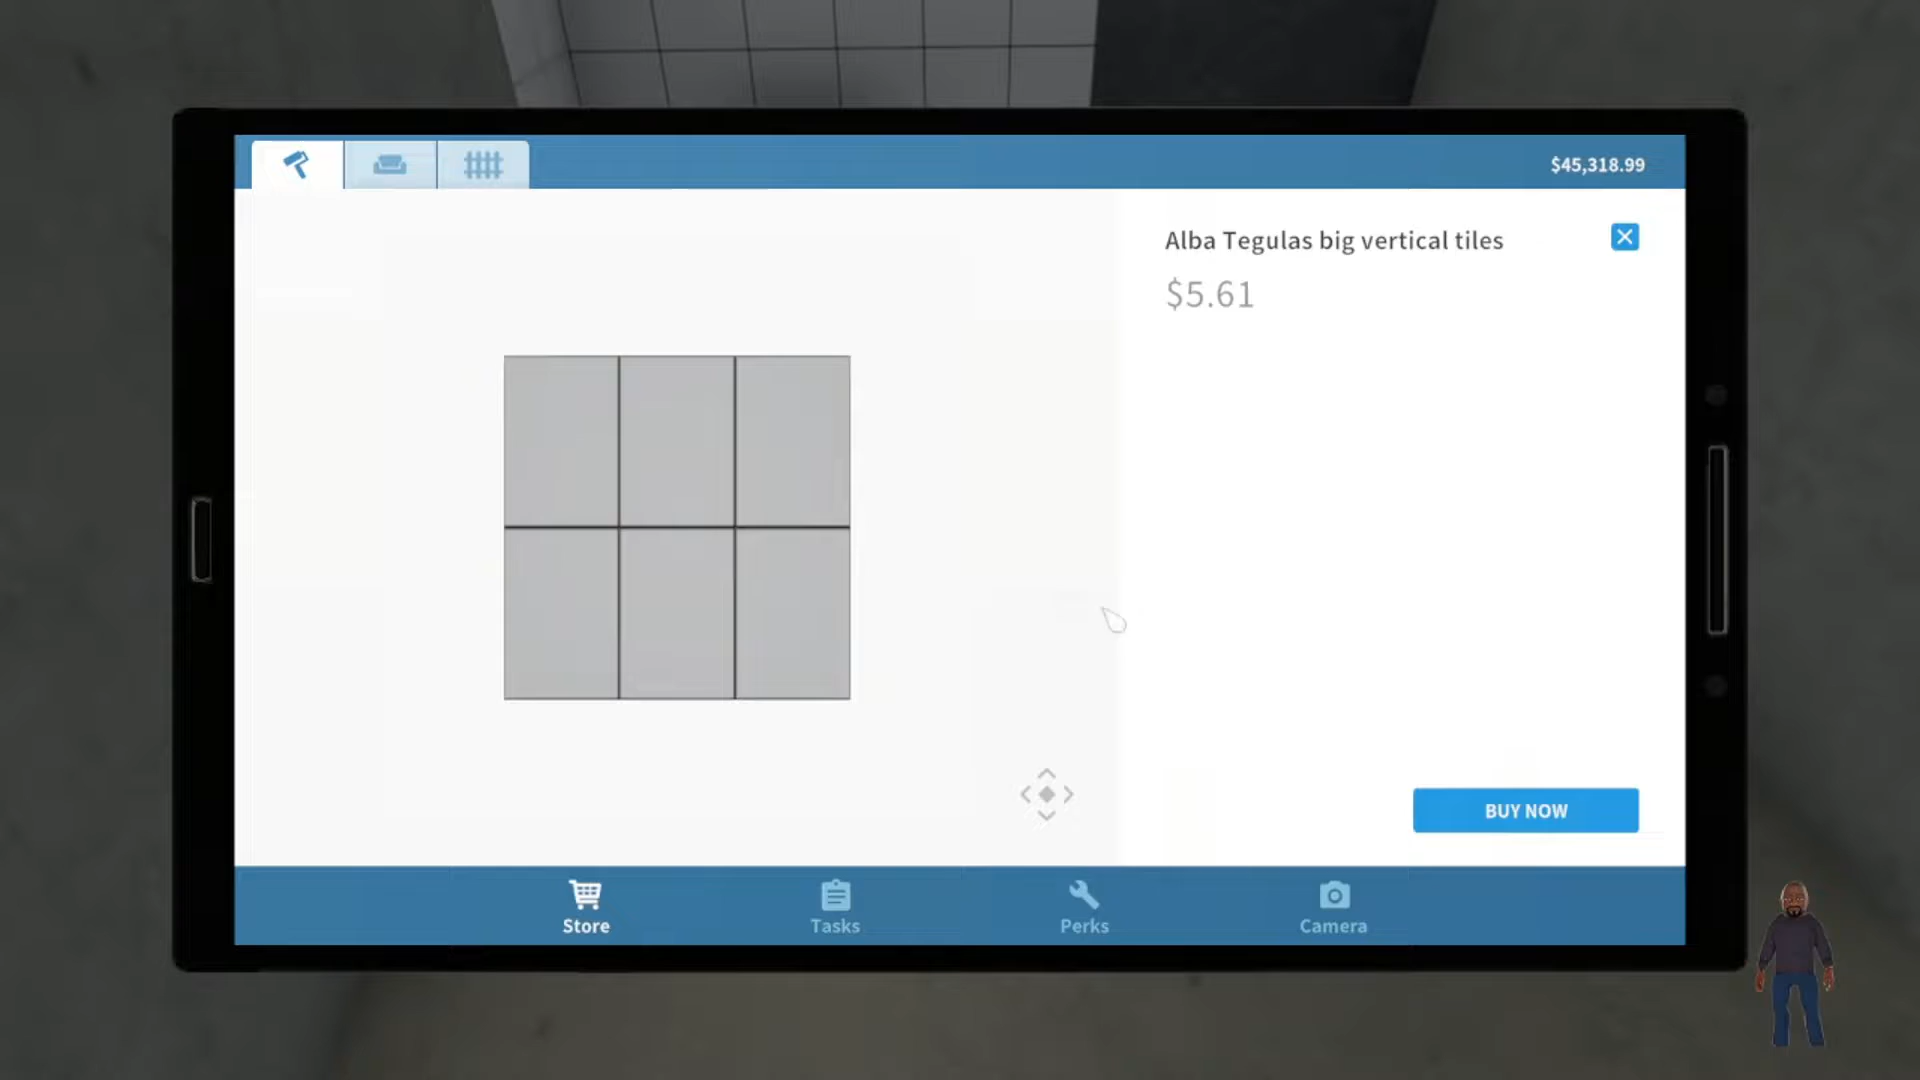 $45,318.99
Alba Tegulas big vertical tiles
$5.61
BUY NOW
Store
Tasks
Perks
Camera